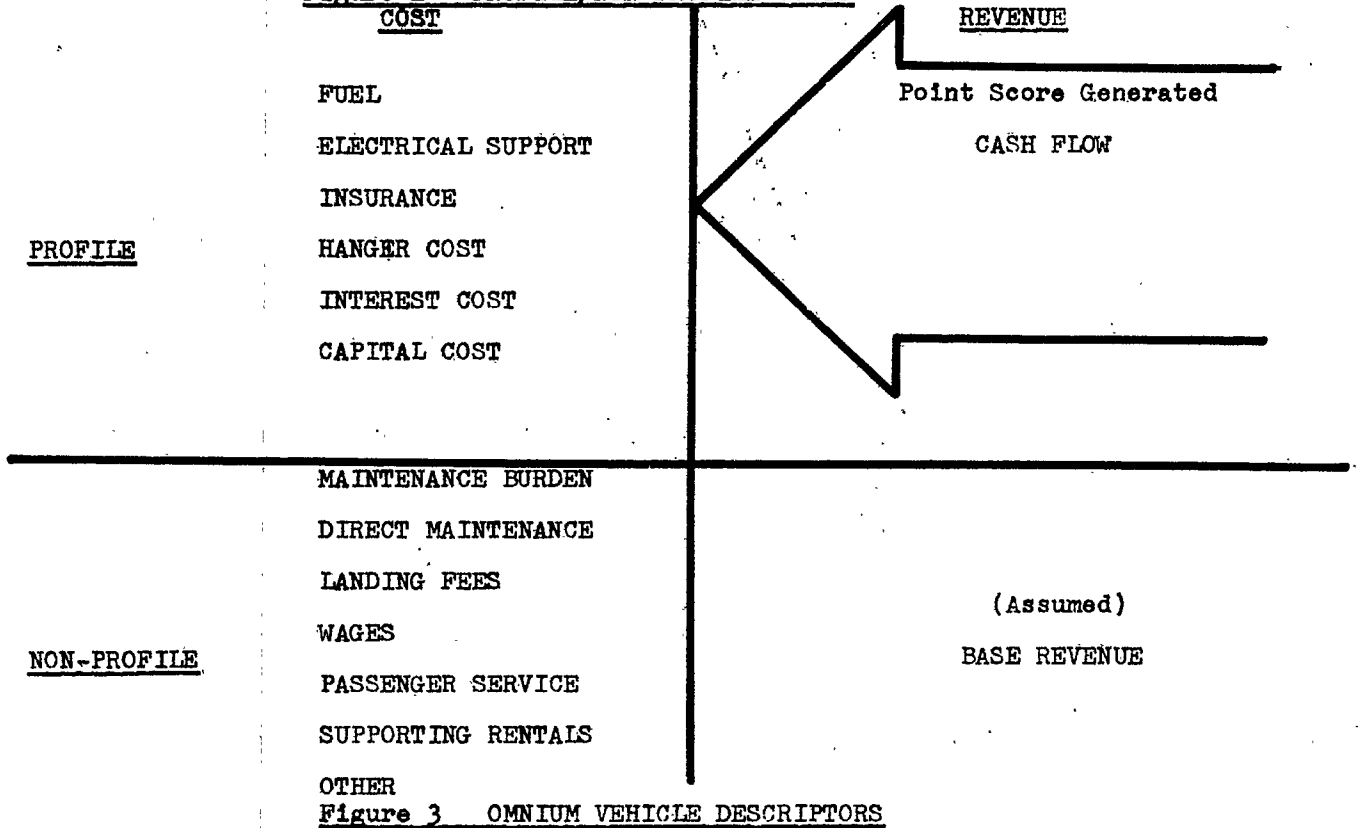 COST
REVENUE
FUEL
Point Score Generated
ELECTRICAL SUPPORT
CASH FLOW
INSURANCE
PROFILE
HANGER COST
INTEREST COST
CAPITAL COST
MAINTENANCE BURDEN
DIRECT MAINTENANCE
LANDING FEES
(Assumed)
WAGES
NON-PROFILE
BASE REVENUE
PASSENGER SERVICE
SUPPORTING RENTALS
OTHER
Figure 3 OMNIUM VEHICLE DESCRIPTORS